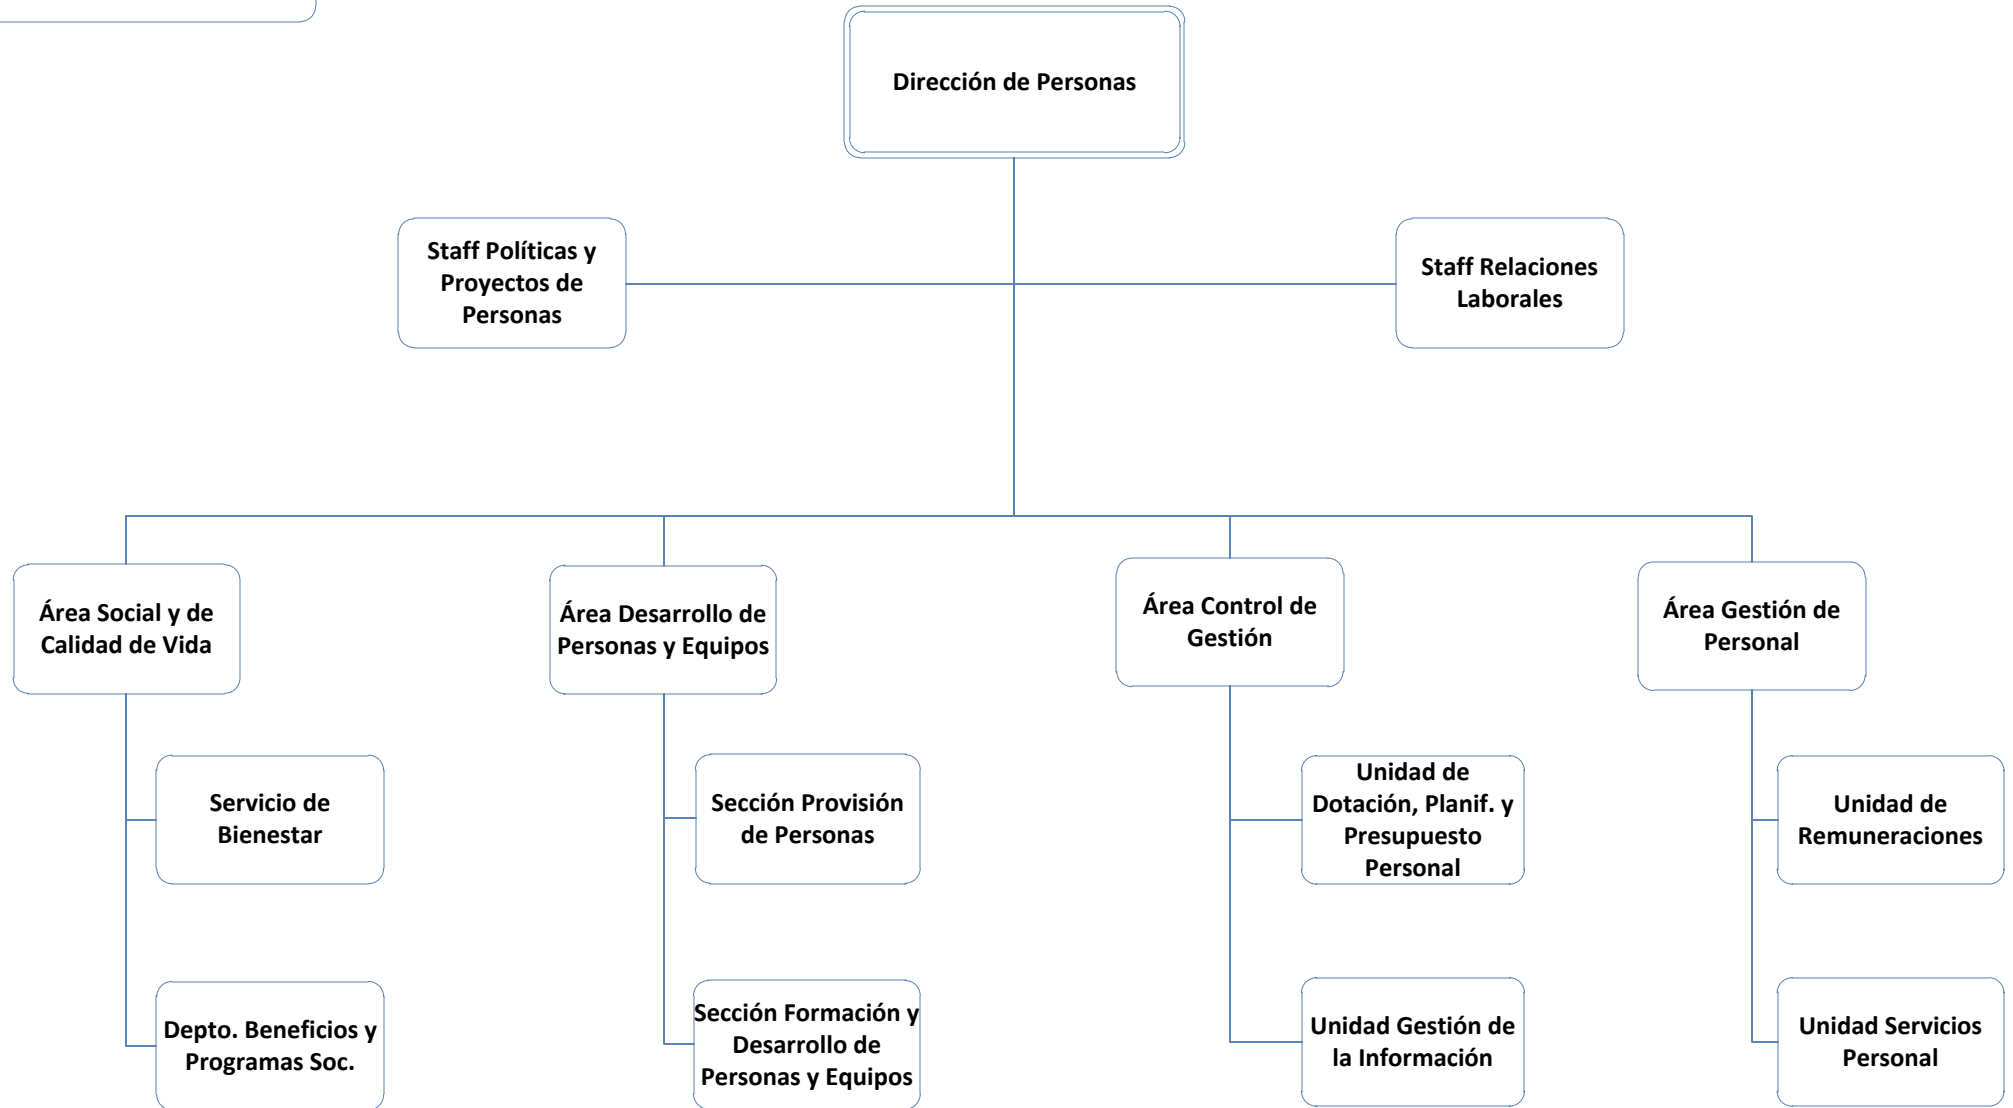 Dirección de Personas
Staff Políticas y
Proyectos de
Personas
Staff Relaciones
Laborales
Área Social y de
Calidad de Vida
Área Desarrollo de
Personas y Equipos
Área Control de
Gestión
Área Gestión de
Personal
Servicio de
Bienestar
Sección Provisión
de Personas
Unidad de
Dotación, Planif. y
Presupuesto
Personal
Unidad de
Remuneraciones
Depto. Beneficios y
Programas Soc.
Sección Formación y
Desarrollo de
Personas y Equipos
Unidad Gestión de
la Información
Unidad Servicios
Personal